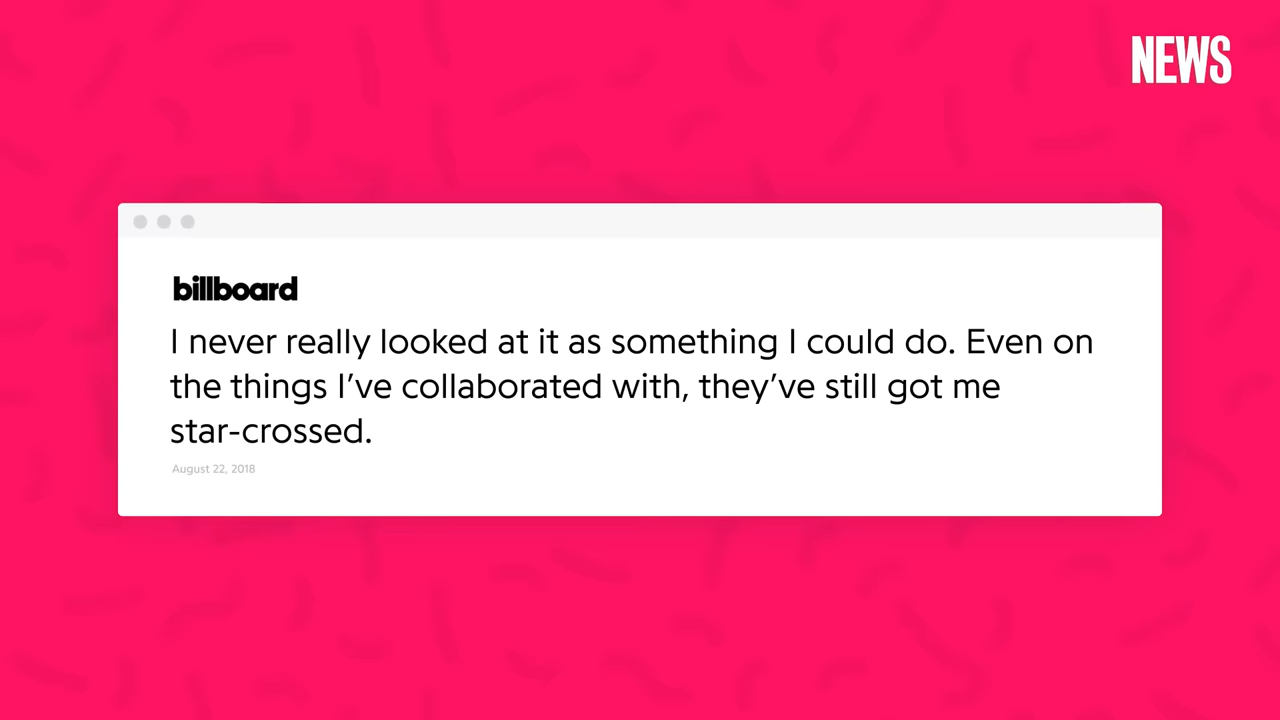 NEWS
billboard
I never really looked at it as something I could do. Even on
the things I’ve collaborated with, they’ve still got me
star-crossed.
August 22, 2018